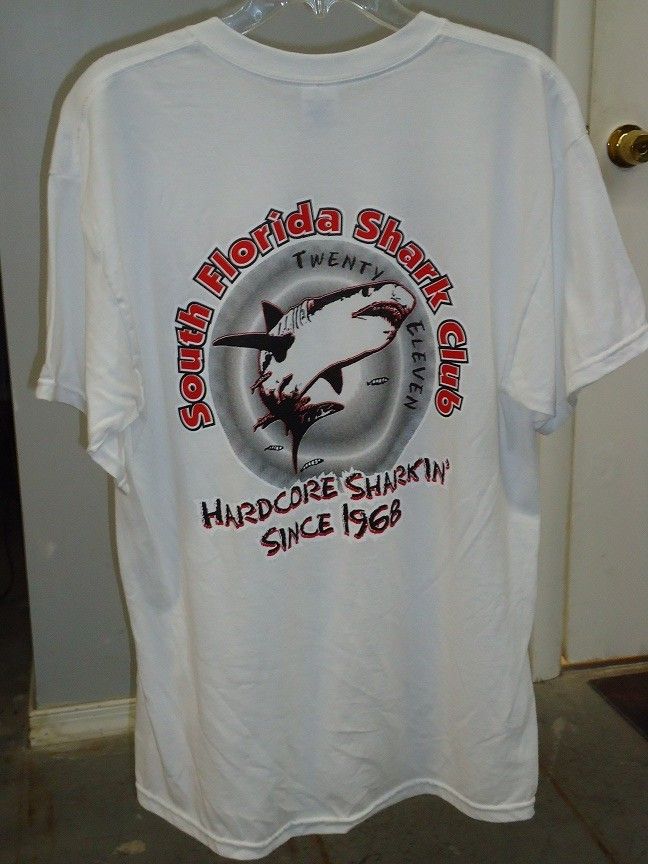 South Florida Shark Club
TWENTY
ELEVEN
HARDCORE SHARKIN'
SINCE 1968